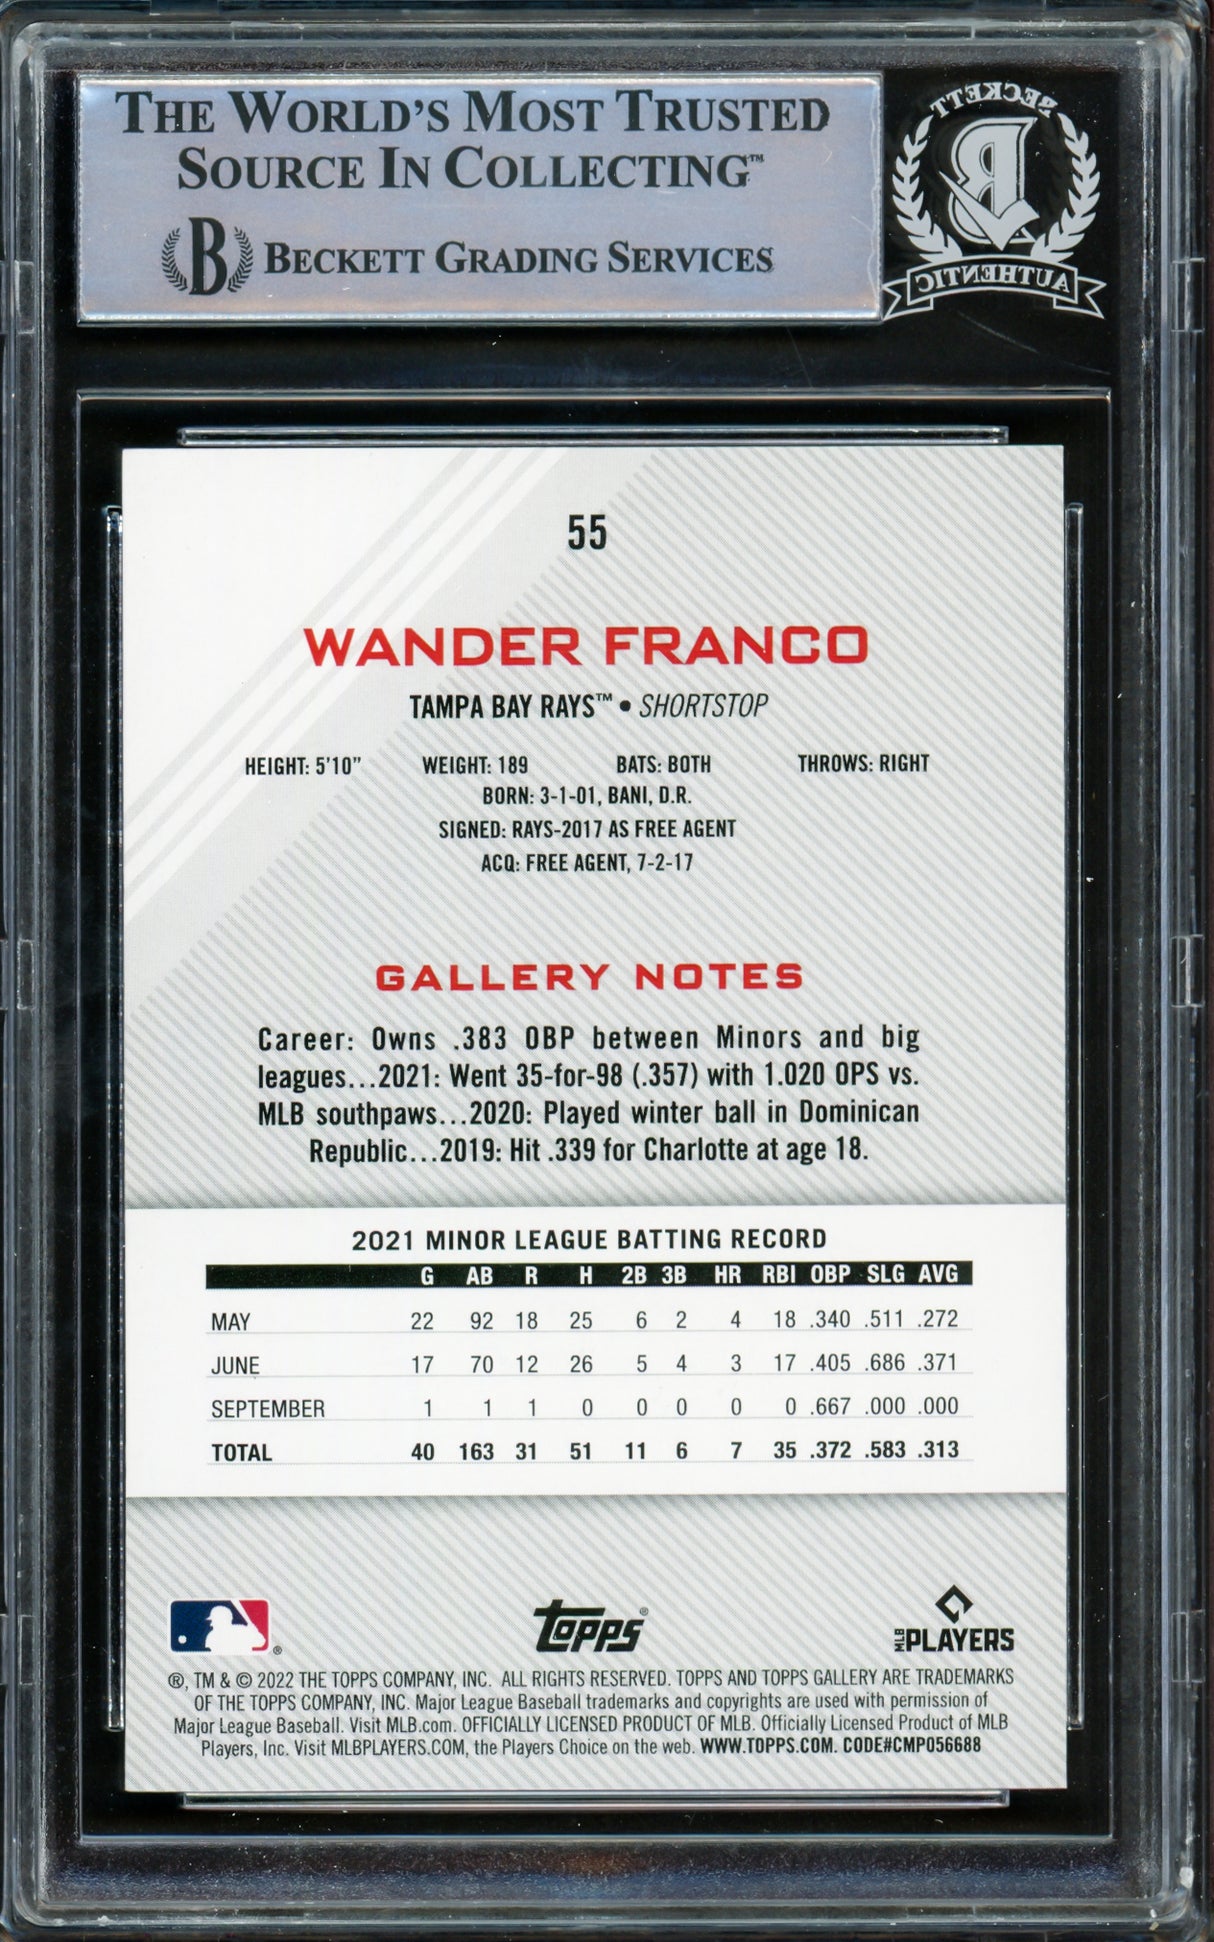 THE WORLD'S MOST TRUSTED
SOURCE IN COLLECTING™
B BECKETT GRADING SERVICES
BECKETT
B
AUTHENTIC
55
WANDER FRANCO
TAMPA BAY RAYS™ • SHORTSTOP
HEIGHT: 5'10" WEIGHT: 189 BATS: BOTH THROWS: RIGHT
BORN: 3-1-01, BANI, D.R.
SIGNED: RAYS-2017 AS FREE AGENT
ACQ: FREE AGENT, 7-2-17
GALLERY NOTES
Career: Owns .383 OBP between Minors and big
leagues...2021: Went 35-for-98 (.357) with 1.020 OPS vs.
MLB southpaws...2020: Played winter ball in Dominican
Republic...2019: Hit .339 for Charlotte at age 18.
2021 MINOR LEAGUE BATTING RECORD
G AB R H 2B 3B HR RBI OBP SLG AVG
MAY 22 92 18 25 6 2 4 18 .340 .511 .272
JUNE 17 70 12 26 5 4 3 17 .405 .686 .371
SEPTEMBER 1 1 1 0 0 0 0 0 .667 .000 .000
TOTAL 40 163 31 51 11 6 7 35 .372 .583 .313
®
TOPPS®
MLB PLAYERS
®, TM & © 2022 THE TOPPS COMPANY, INC. ALL RIGHTS RESERVED. TOPPS AND TOPPS GALLERY ARE TRADEMARKS
OF THE TOPPS COMPANY, INC. Major League Baseball trademarks and copyrights are used with permission of
Major League Baseball. Visit MLB.com. OFFICIALLY LICENSED PRODUCT OF MLB. Officially Licensed Product of MLB
Players, Inc. Visit MLBPLAYERS.COM, the Players Choice on the web. WWW.TOPPS.COM. CODE#CMP056688